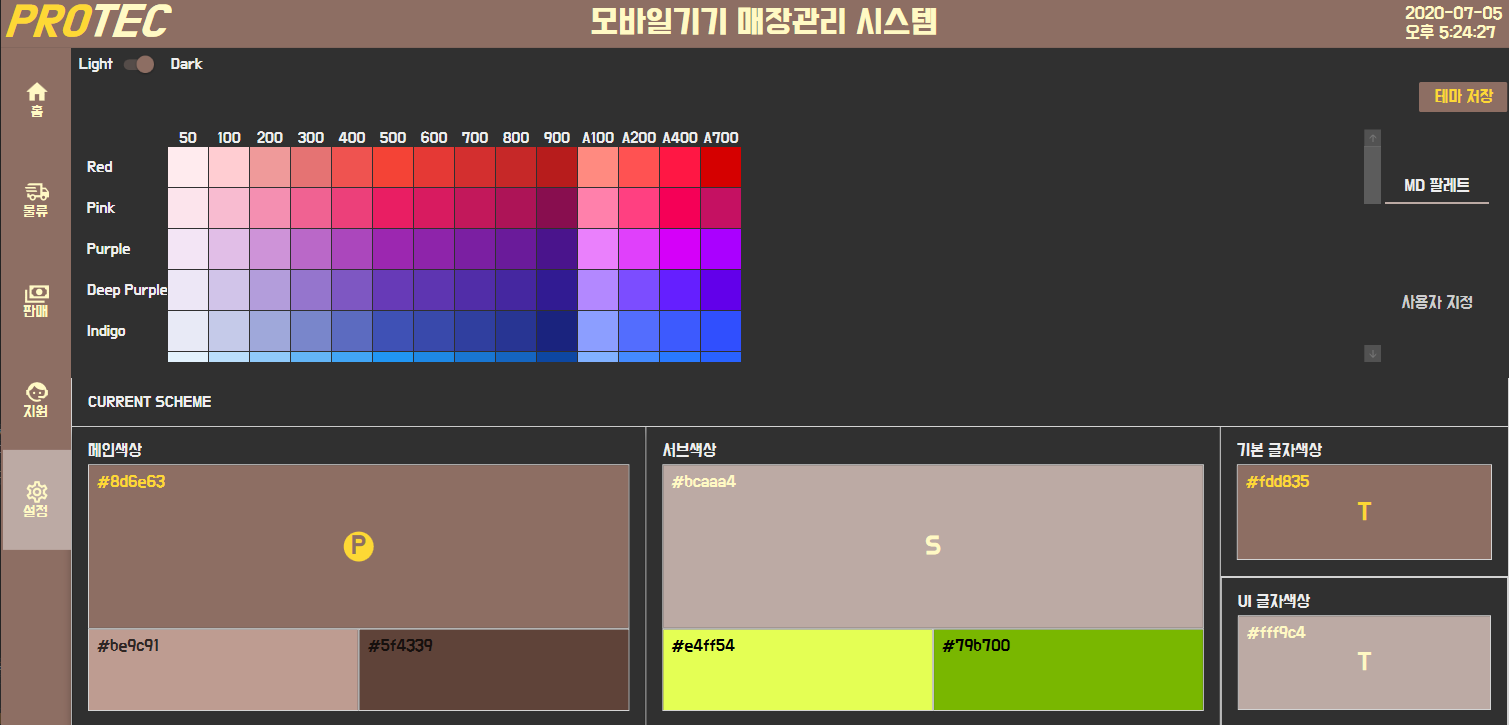 PROTEC
모바일기기 매장관리 시스템
2020-07-05
오후 5:24:27
Light Dark
홈
물류
판매
지원
설정
테마 저장
50 100 200 300 400 500 600 700 800 900 A100 A200 A400 A700
Red
Pink
Purple
Deep Purple
Indigo
MD 팔레트
사용자 지정
CURRENT SCHEME
메인색상
#8d6e63
P
#be9c91
#5f4339
서브색상
#bcaaa4
S
#e4ff54
#79b700
기본 글자색상
#fdd835
T
UI 글자색상
#fff9c4
T